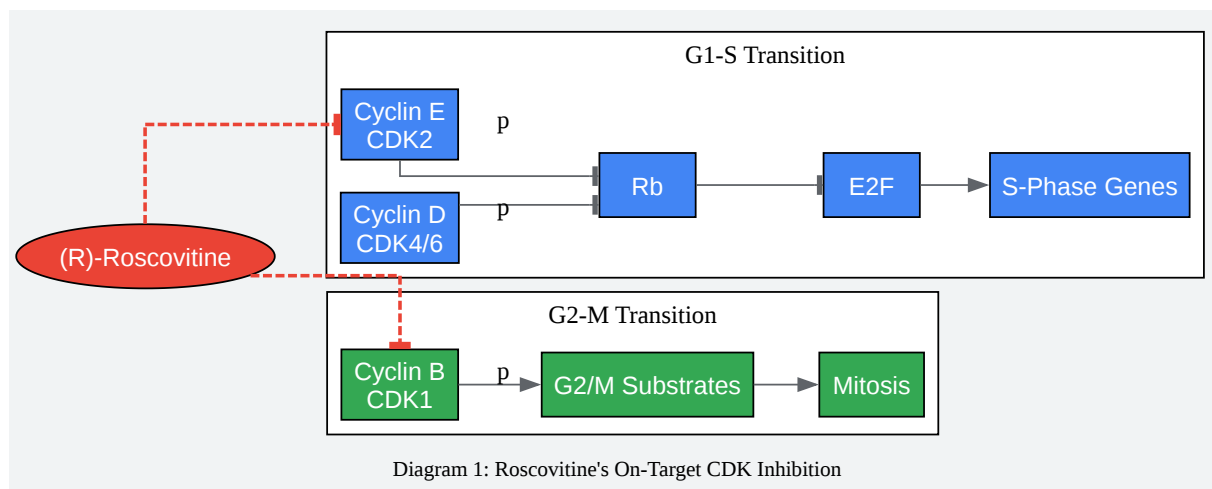 G1-S Transition
Cyclin E
CDK2
p
Rb
E2F
S-Phase Genes
Cyclin D
CDK4/6
p
(R)-Roscovitine
G2-M Transition
Cyclin B
CDK1
p
G2/M Substrates
Mitosis
Diagram 1: Roscovitine's On-Target CDK Inhibition